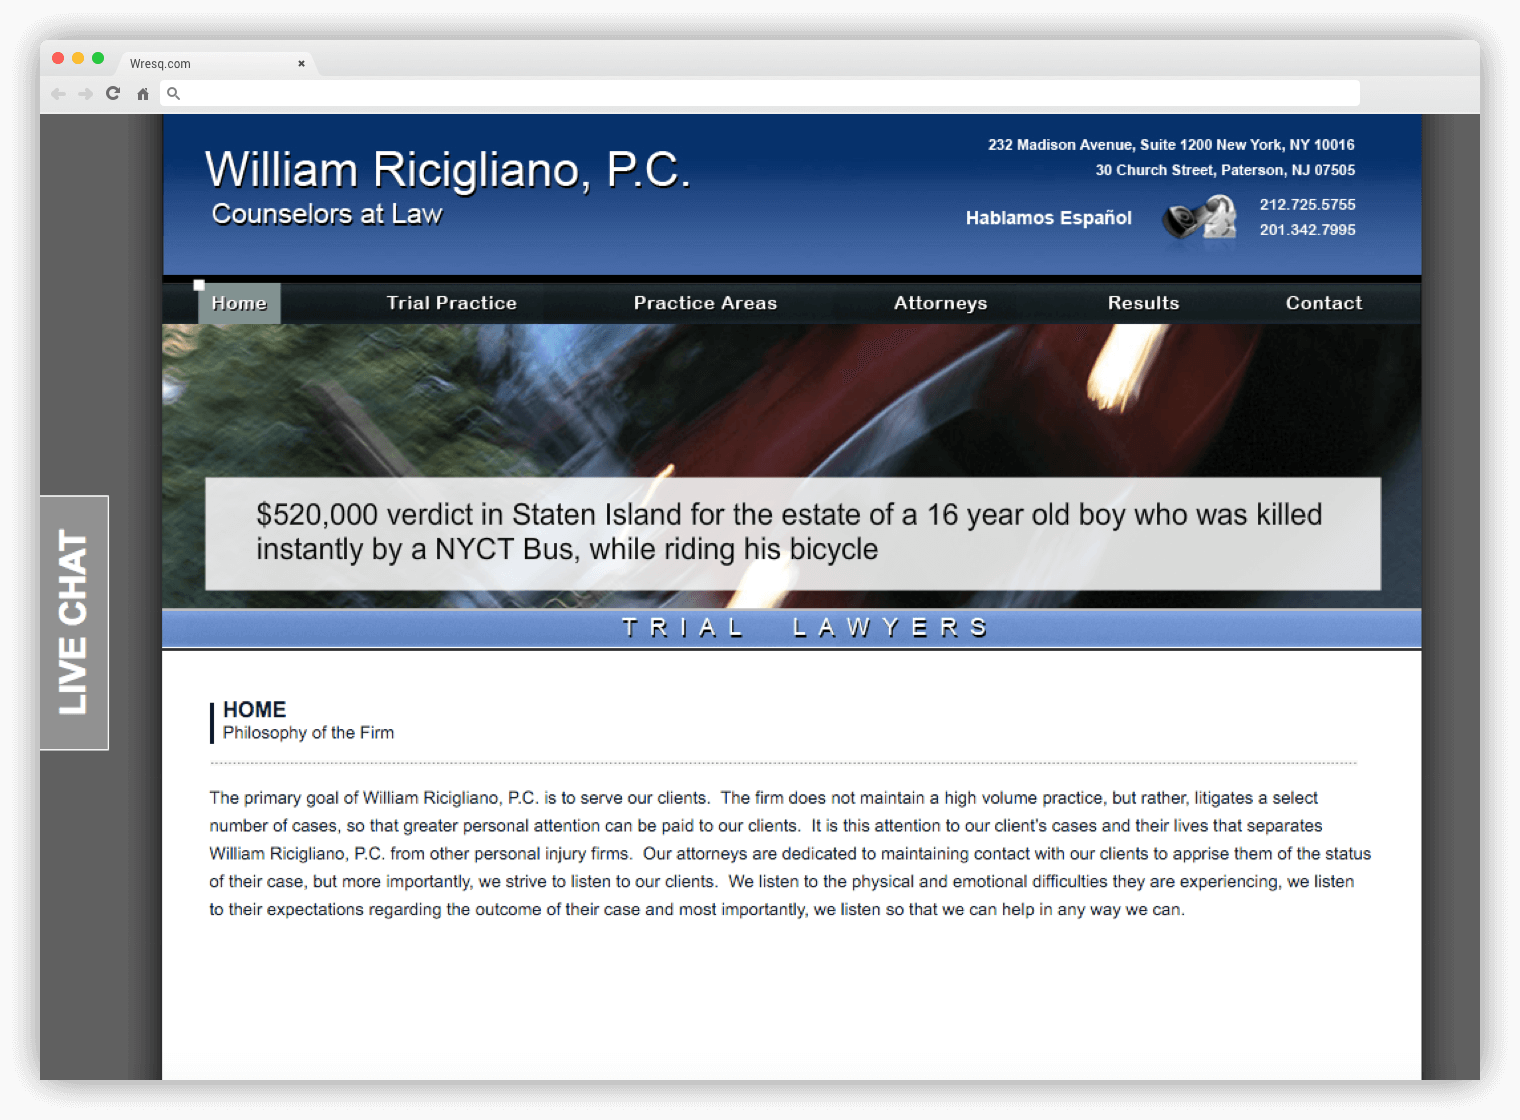 Wresq.com
William Ricigliano, P.C.
Counselors at Law
232 Madison Avenue, Suite 1200 New York, NY 10016
30 Church Street, Paterson, NJ 07505
Hablamos Español
212.725.5755
201.342.7995
Home Trial Practice Practice Areas Attorneys Results Contact
$520,000 verdict in Staten Island for the estate of a 16 year old boy who was killed
instantly by a NYCT Bus, while riding his bicycle
TRIAL LAWYERS
LIVE CHAT
HOME
Philosophy of the Firm
The primary goal of William Ricigliano, P.C. is to serve our clients. The firm does not maintain a high volume practice, but rather, litigates a select
number of cases, so that greater personal attention can be paid to our clients. It is this attention to our client's cases and their lives that separates
William Ricigliano, P.C. from other personal injury firms. Our attorneys are dedicated to maintaining contact with our clients to apprise them of the status
of their case, but more importantly, we strive to listen to our clients. We listen to the physical and emotional difficulties they are experiencing, we listen
to their expectations regarding the outcome of their case and most importantly, we listen so that we can help in any way we can.